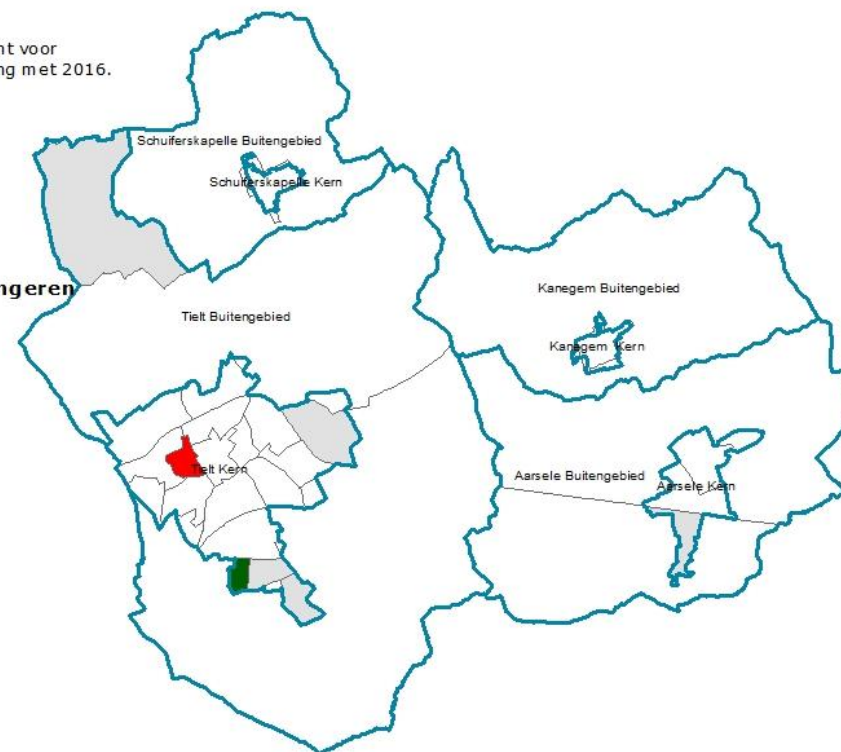 nt voor
ng met 2016.
Schuiferskapelle Buitengebied
Schuiferskapelle Kern
ngeren
Kanegem Buitengebied
Tielt Buitengebied
Kanegem Kern
Tielt Kern
Aarsele Buitengebied
Aarsele Kern